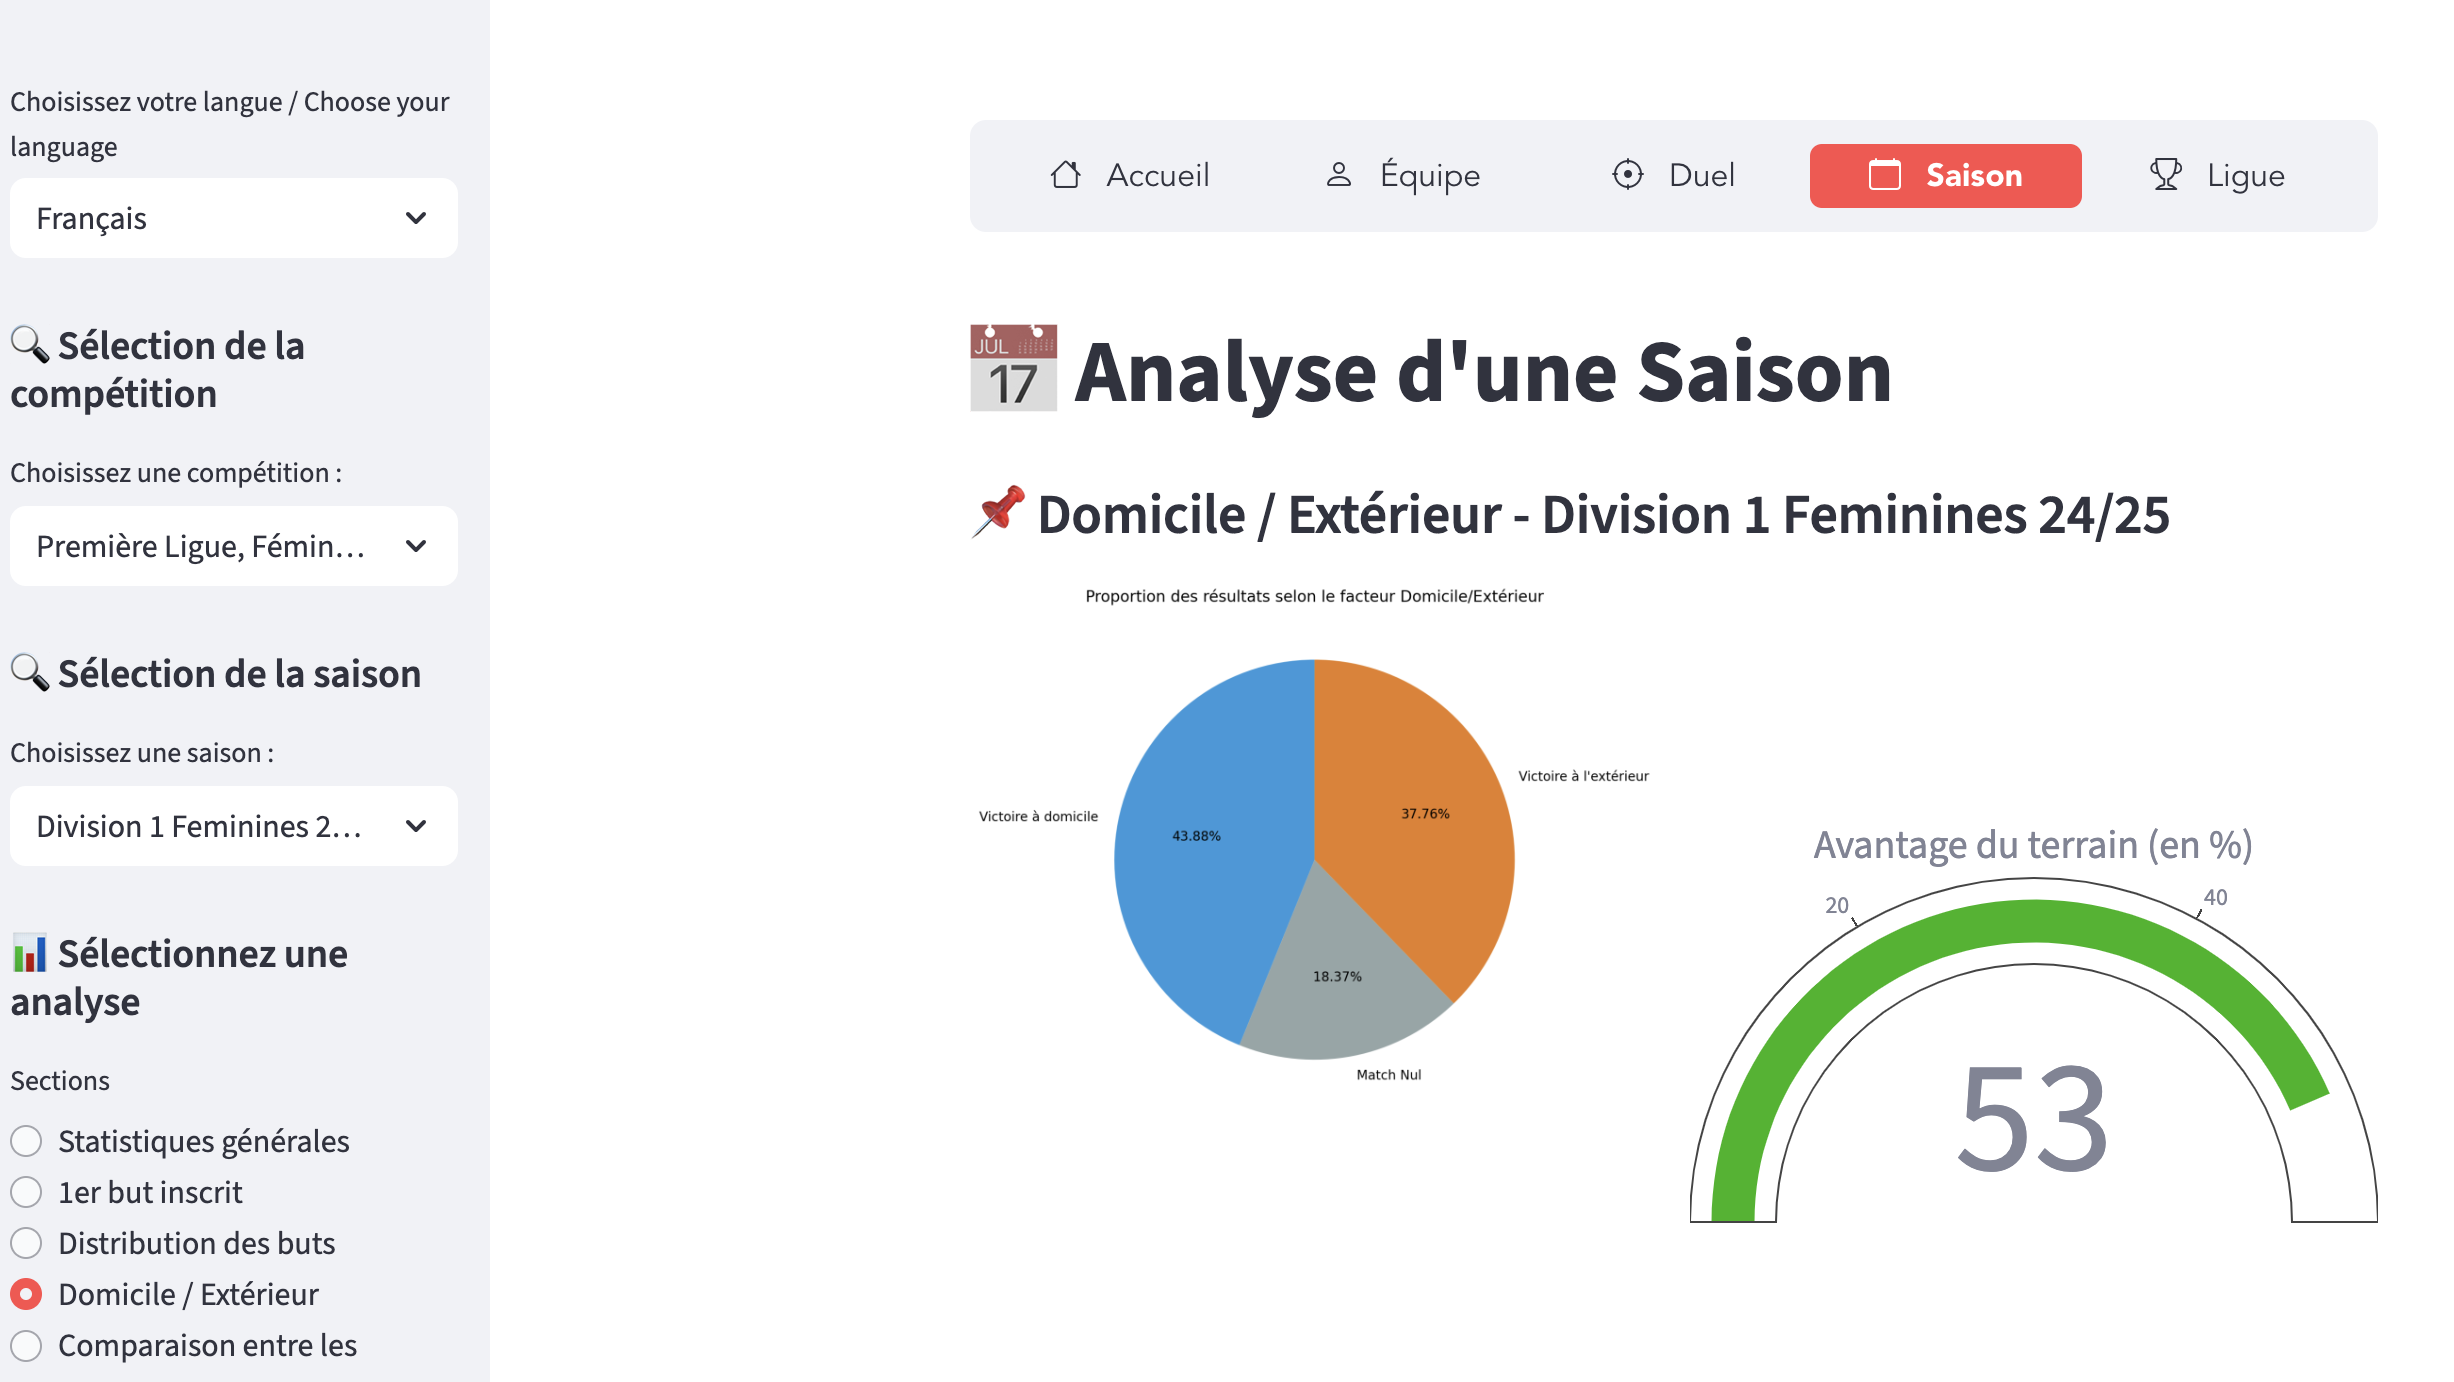 Choisissez votre langue / Choose your
language
Français
Sélection de la
compétition
Choisissez une compétition :
Première Ligue, Fémin...
Sélection de la saison
Choisissez une saison :
Division 1 Feminines 2...
Sélectionnez une
analyse
Sections
Statistiques générales
1er but inscrit
Distribution des buts
Domicile / Extérieur
Comparaison entre les
Accueil
Équipe
Duel
Saison
Ligue
JUL
17
Analyse d'une Saison
Domicile / Extérieur - Division 1 Feminines 24/25
Proportion des résultats selon le facteur Domicile/Extérieur
Victoire à l'extérieur
37.76%
Victoire à domicile
43.88%
18.37%
Match Nul
Avantage du terrain (en %)
20
40
53